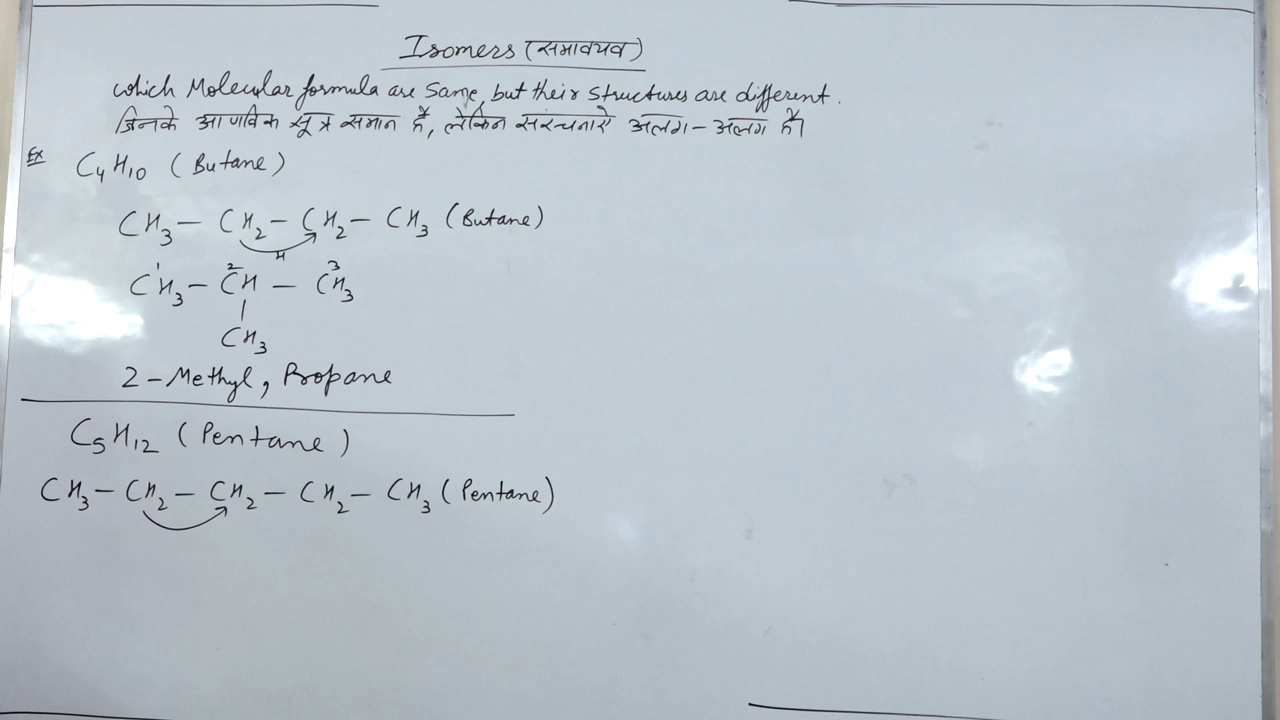 Isomers (समावयव)
which Molecular formula are Same, but their Structures are different.
जिनके आणविक सूत्र समान हैं, लेकिन संरचनाऐ अलग-अलग हैं।
Ex C₄H₁₀ (Butane)
CH₃ — CH₂ — CH₂ — CH₃ (Butane)
H
1 2 3
CH₃ — CH — CH₃
|
CH₃
2-Methyl, Propane
C₅H₁₂ (Pentane)
CH₃ — CH₂ — CH₂ — CH₂ — CH₃ (Pentane)